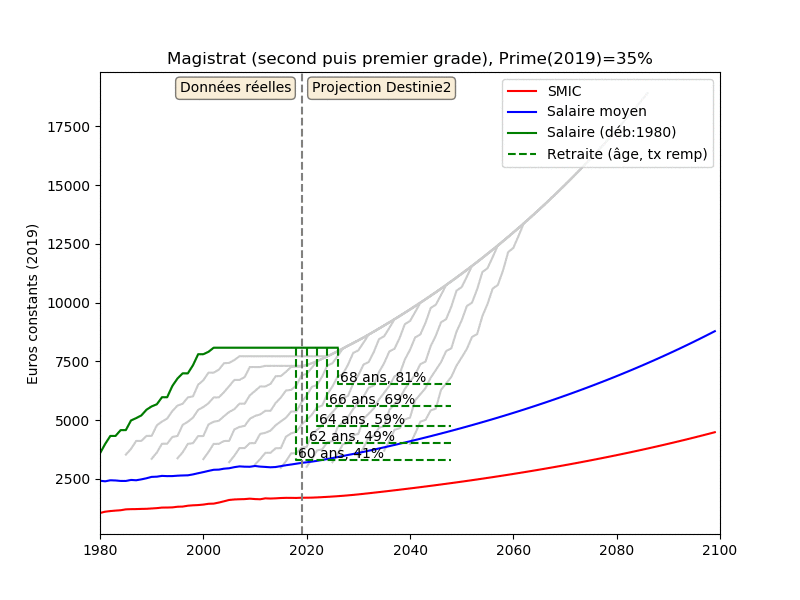 Magistrat (second puis premier grade), Prime(2019)=35%
Données réelles
Projection Destinie2
SMIC
Salaire moyen
Salaire (déb:1980)
Retraite (âge, tx remp)
Euros constants (2019)
17500
15000
12500
10000
7500
5000
2500
68 ans, 81%
66 ans, 69%
64 ans, 59%
62 ans, 49%
60 ans, 41%
1980
2000
2020
2040
2060
2080
2100